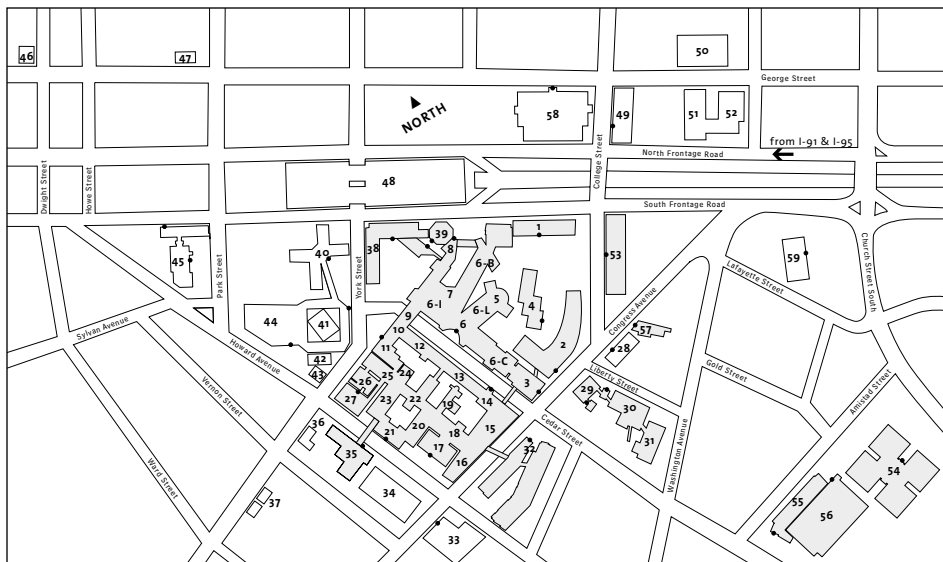 46
47
50
George Street
NORTH
58
49
51
52
from I-91 & I-95
North Frontage Road
College Street
Dwight Street
Howe Street
48
South Frontage Road
39
1
38
8
45
40
53
59
6-B
Park Street
York Street
7
5
4
6-I
6-L
Church Street South
Lafayette Street
44
41
9
6
Congress Avenue
57
Sylvan Avenue
10
11
12
6-C
2
28
Howard Avenue
42
43
24
13
3
Liberty Street
Gold Street
25
26
27
23
22
19
14
29
30
Vernon Street
Amistad Street
36
21
20
18
15
Cedar Street
31
35
17
16
32
Washington Avenue
Ward Street
34
37
33
54
55
56